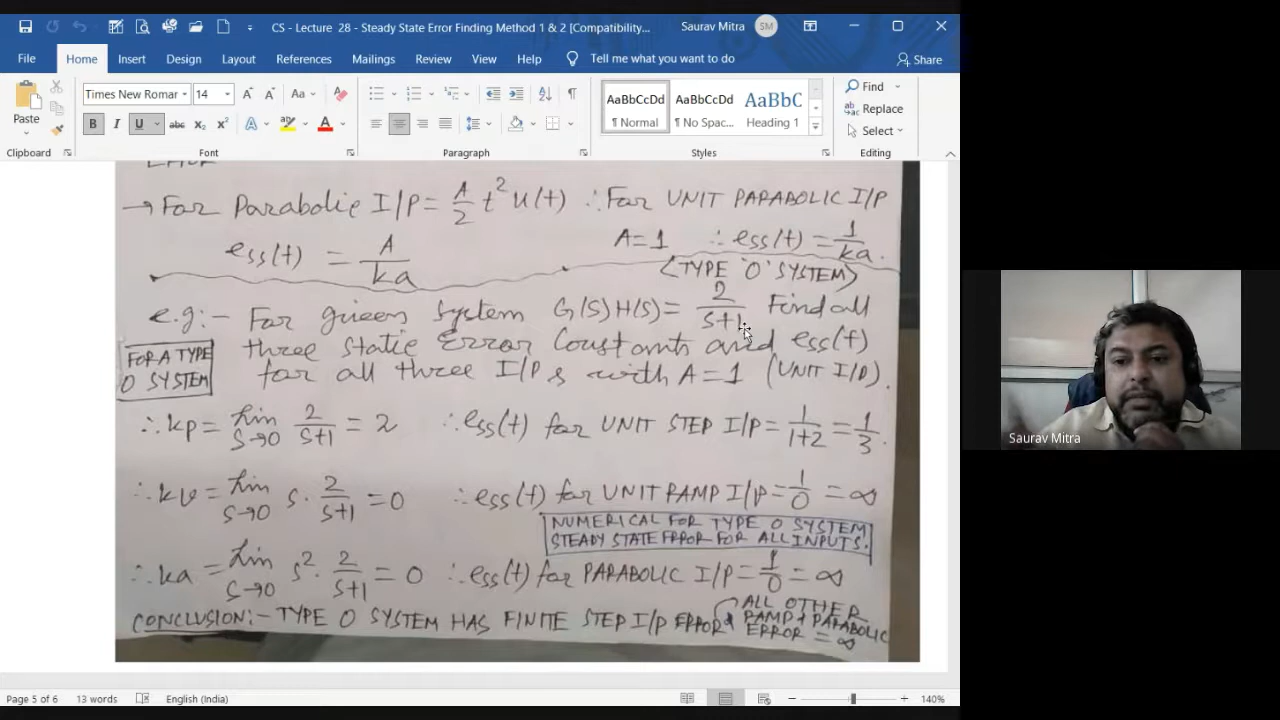 CS - Lecture 28 - Steady State Error Finding Method 1 & 2 [Compatibility...
Saurav Mitra
SM
File Home Insert Design Layout References Mailings Review View Help Tell me what you want to do
Share
Paste
Times New Romar 14
Aa
B I U abc x₂ x²
AaBbCcDd AaBbCcDd AaBbC
¶ Normal ¶ No Spac... Heading 1
Find
Replace
Select
Clipboard Font Paragraph Styles Editing
→ For Parabolic I/P = A/2 t² u(t) ∴ For UNIT PARABOLIC I/P
ess(t) = A/ka
A=1 ∴ ess(t) = 1/ka.
<TYPE '0' SYSTEM>
e.g:- For given System G(S)H(S) = 2/S+1 Find all
FOR A TYPE
0 SYSTEM
three Static Error Constants and ess(t)
for all three I/Ps with A=1 (UNIT I/P).
∴ kp = lim S→0 2/S+1 = 2 ∴ ess(t) for UNIT STEP I/P = 1/1+2 = 1/3.
∴ kv = lim S→0 s. 2/S+1 = 0 ∴ ess(t) for UNIT RAMP I/P = 1/0 = ∞
NUMERICAL FOR TYPE 0 SYSTEM
STEADY STATE ERROR FOR ALL INPUTS.
∴ ka = lim S→0 s². 2/S+1 = 0 ∴ ess(t) for PARABOLIC I/P = 1/0 = ∞
CONCLUSION:- TYPE 0 SYSTEM HAS FINITE STEP I/P ERROR & ALL OTHER
RAMP + PARABOLIC
ERROR = ∞
Saurav Mitra
Page 5 of 6 13 words English (India) 140%